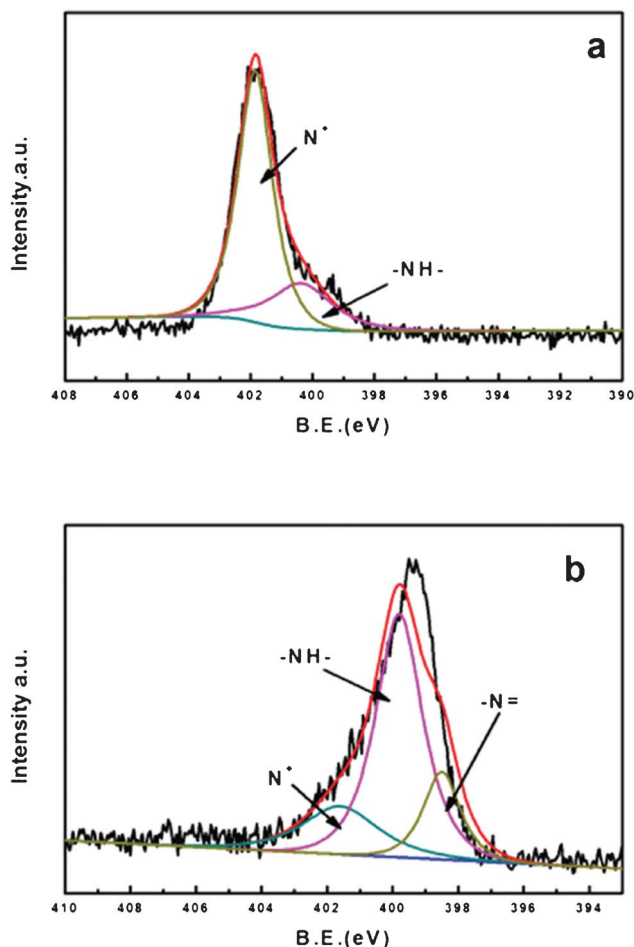 a
N+
-NH-
Intensity.a.u.
408 406 404 402 400 398 396 394 392 390
B.E.(eV)
b
-NH-
-N=
N+
Intensity a.u.
410 408 406 404 402 400 398 396 394
B.E.(eV)